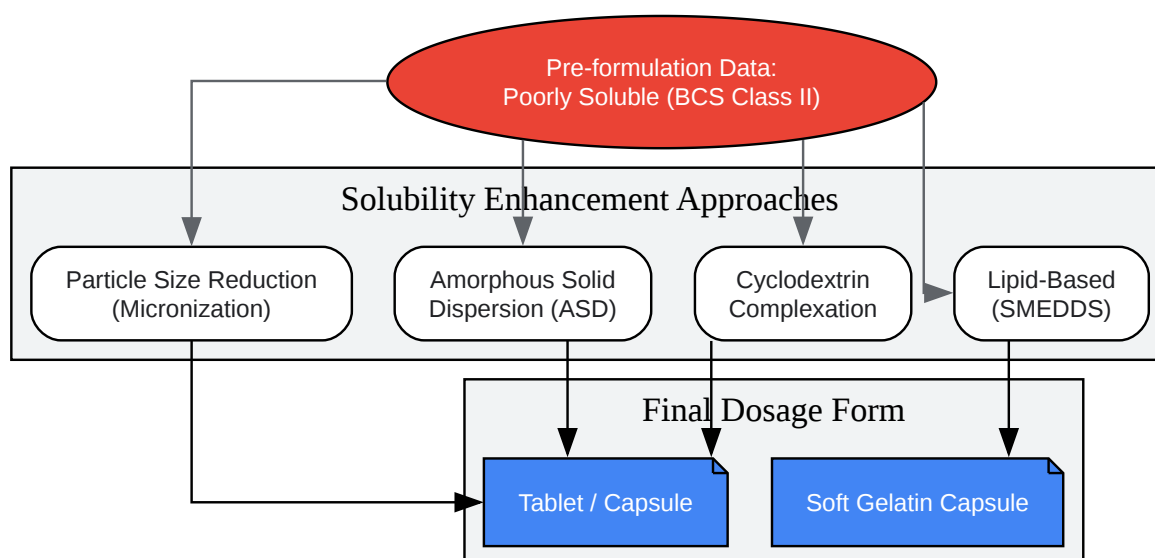 Pre-formulation Data:
Poorly Soluble (BCS Class II)
Solubility Enhancement Approaches
Particle Size Reduction
(Micronization)
Amorphous Solid
Dispersion (ASD)
Cyclodextrin
Complexation
Lipid-Based
(SMEDDS)
Final Dosage Form
Tablet / Capsule
Soft Gelatin Capsule